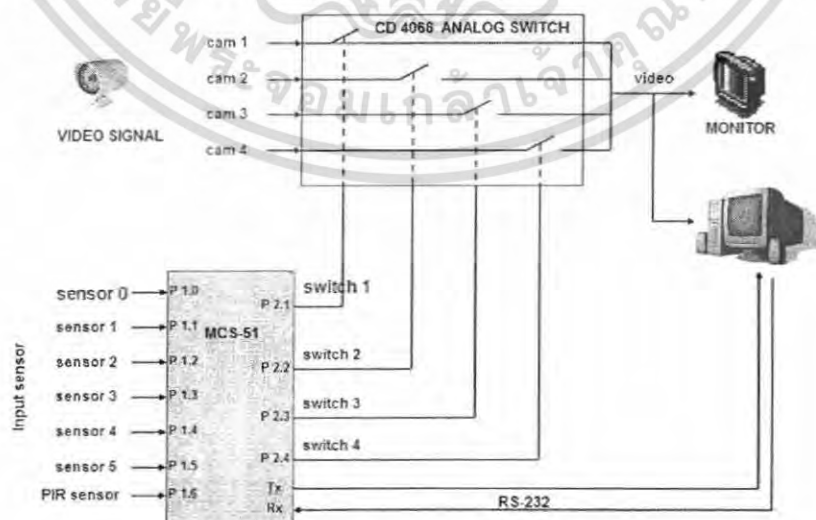 CD 4066 ANALOG SWITCH
cam 1
cam 2
cam 3
cam 4
video
VIDEO SIGNAL
MONITOR
Input sensor
sensor 0
sensor 1
sensor 2
sensor 3
sensor 4
sensor 5
PIR sensor
P 1.0
P 1.1
P 1.2
P 1.3
P 1.4
P 1.5
P 1.6
MCS-51
P 2.1
P 2.2
P 2.3
P 2.4
Tx
Rx
switch 1
switch 2
switch 3
switch 4
RS-232